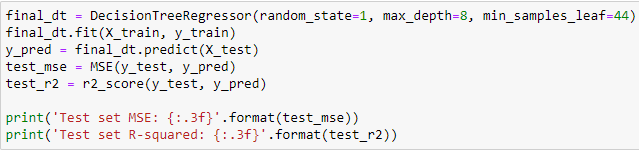 final_dt = DecisionTreeRegressor(random_state=1, max_depth=8, min_samples_leaf=44)
final_dt.fit(X_train, y_train)
y_pred = final_dt.predict(X_test)
test_mse = MSE(y_test, y_pred)
test_r2 = r2_score(y_test, y_pred)

print('Test set MSE: {:.3f}'.format(test_mse))
print('Test set R-squared: {:.3f}'.format(test_r2))